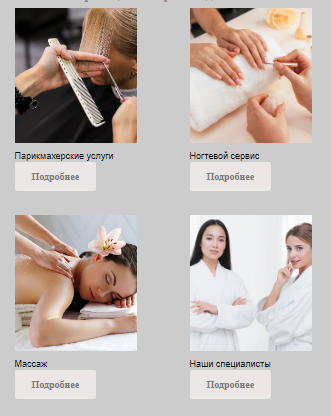 Парикмахерские услуги
Ногтевой сервис
Подробнее
Подробнее
Массаж
Наши специалисты
Подробнее
Подробнее